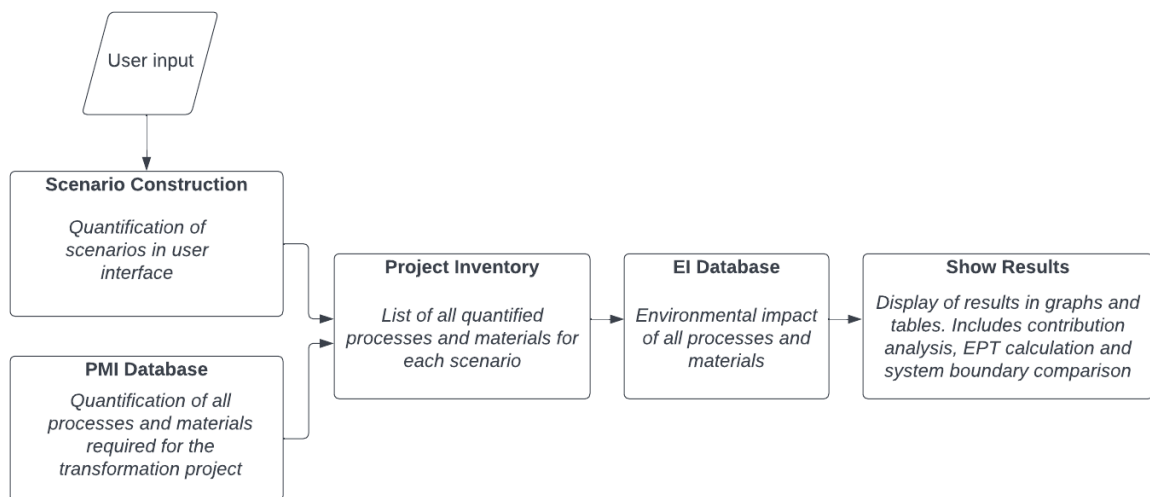 User input
Scenario Construction
Quantification of
scenarios in user
interface
PMI Database
Quantification of all
processes and materials
required for the
transformation project
Project Inventory
List of all quantified
processes and materials for
each scenario
EI Database
Environmental impact
of all processes and
materials
Show Results
Display of results in graphs and
tables. Includes contribution
analysis, EPT calculation and
system boundary comparison